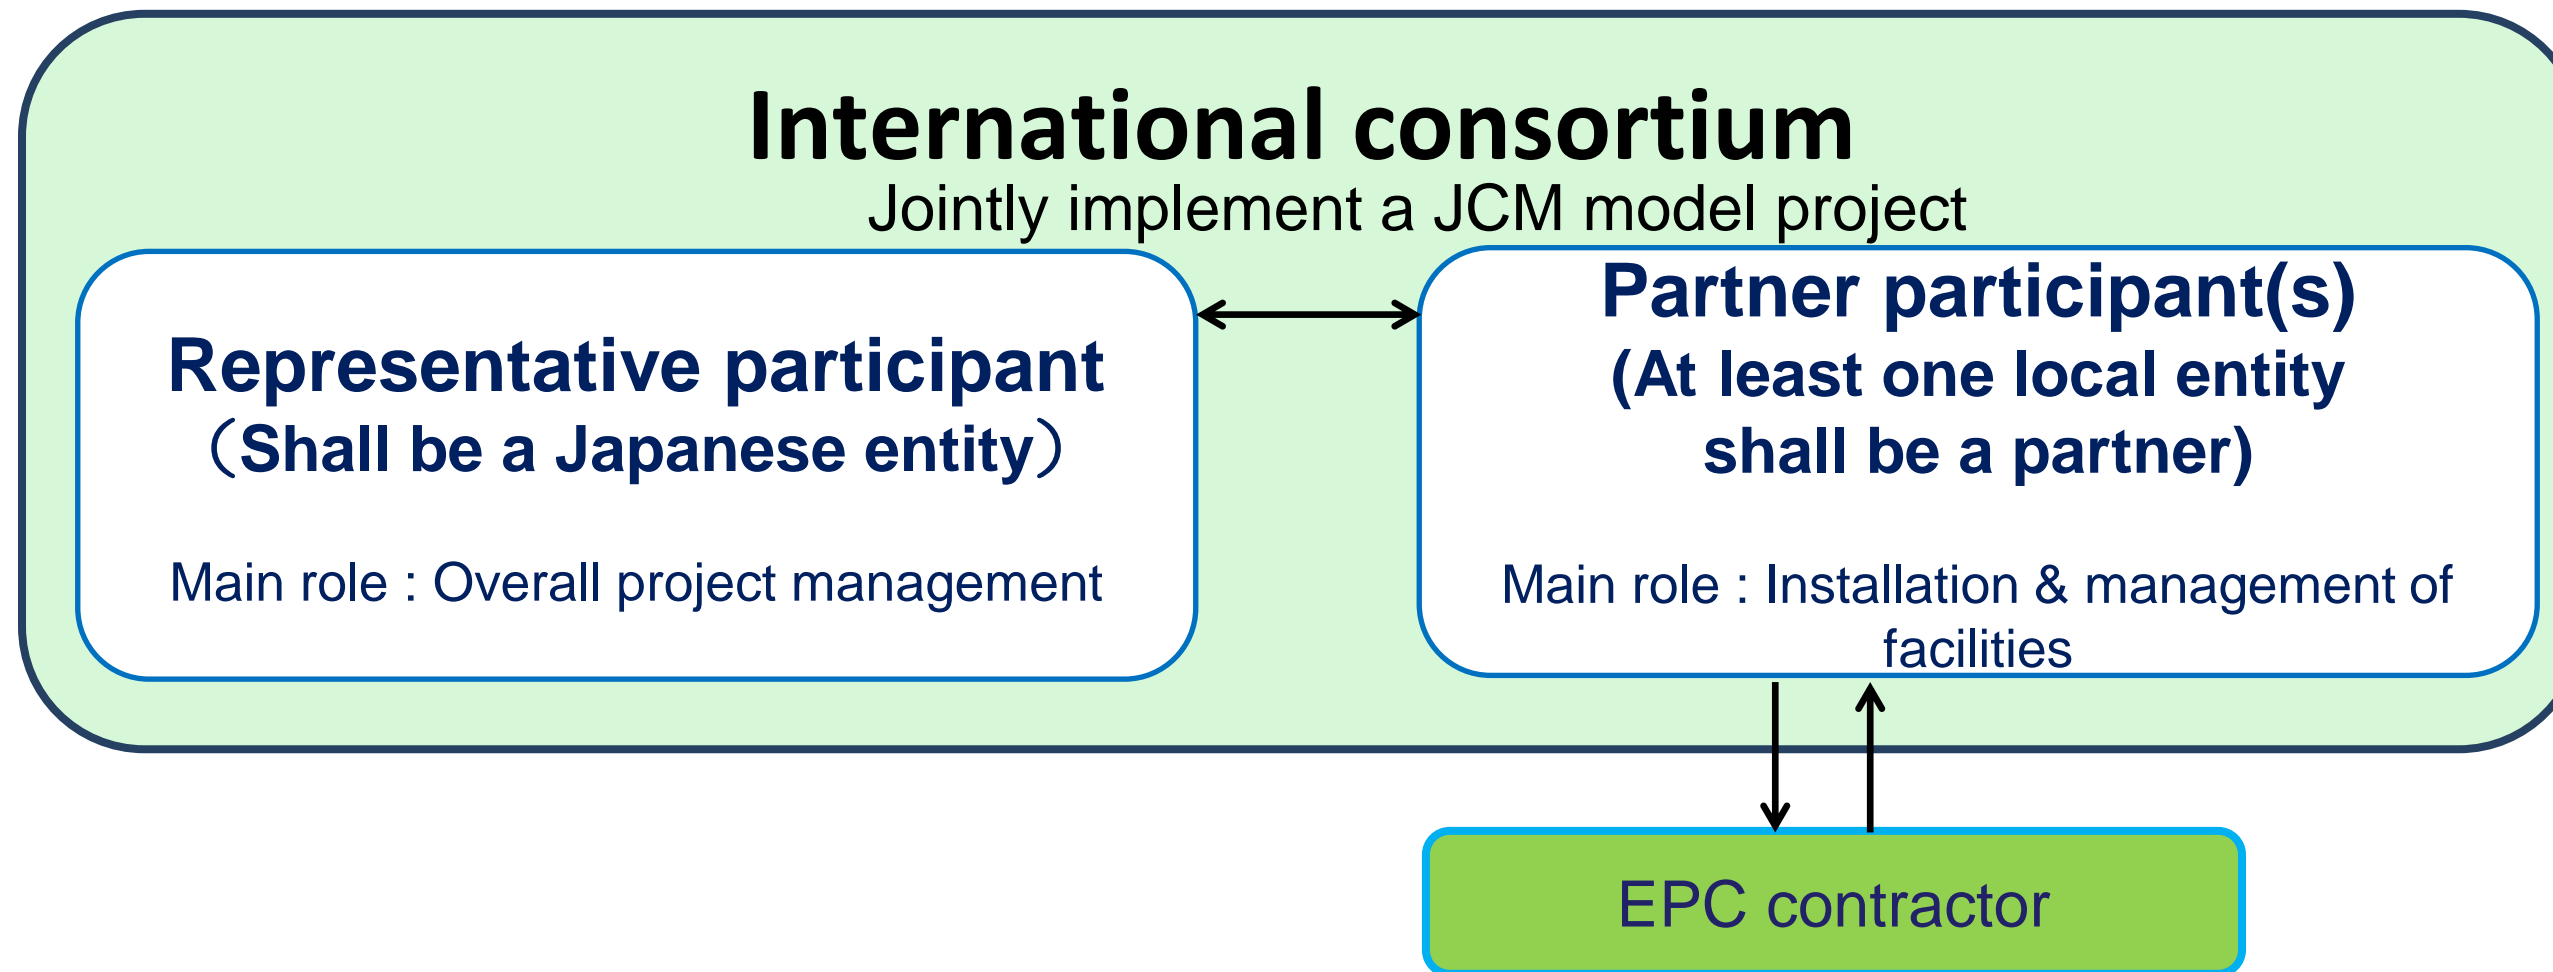 International consortium
Jointly implement a JCM model project
Representative participant
（Shall be a Japanese entity）
Main role : Overall project management
Partner participant(s)
(At least one local entity
shall be a partner)
Main role : Installation & management of
facilities
EPC contractor